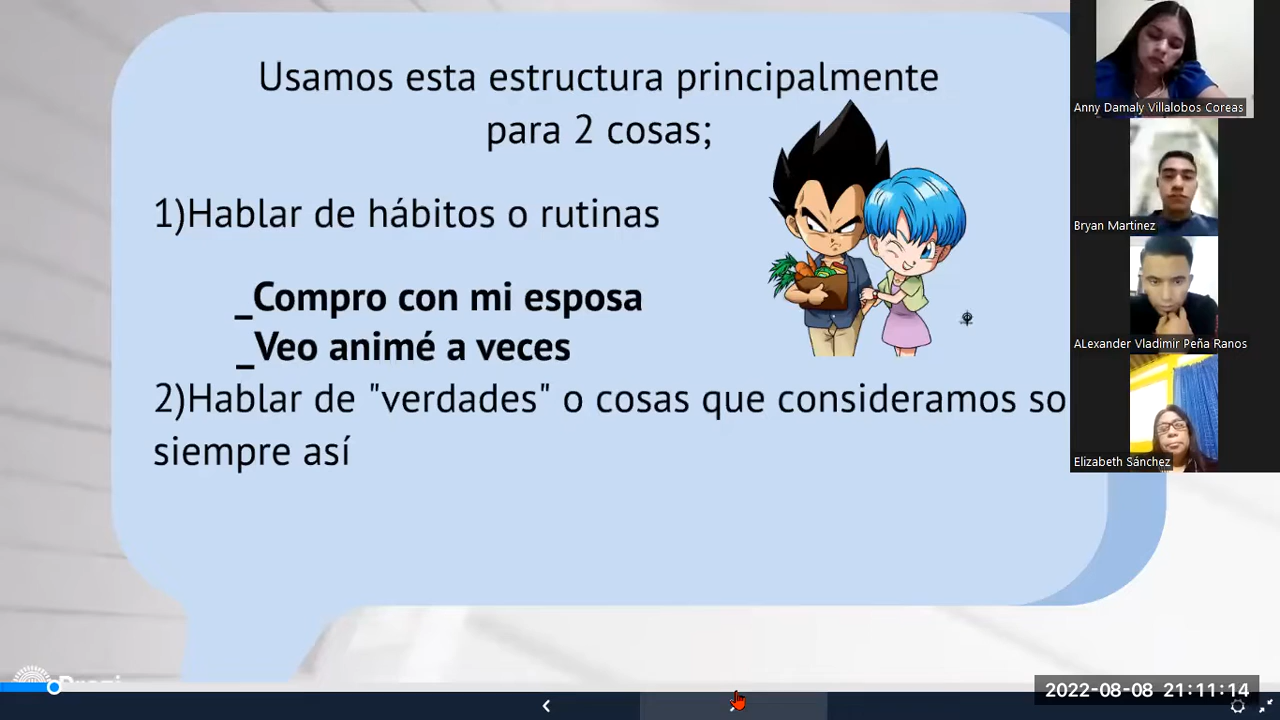 Usamos esta estructura principalmente
para 2 cosas;
1)Hablar de hábitos o rutinas
_Compro con mi esposa
_Veo animé a veces
2)Hablar de "verdades" o cosas que consideramos so
siempre así
Anny Damaly Villalobos Coreas
Bryan Martinez
ALexander Vladimir Peña Ranos
Elizabeth Sánchez
Prezi
2022-08-08 21:11:14